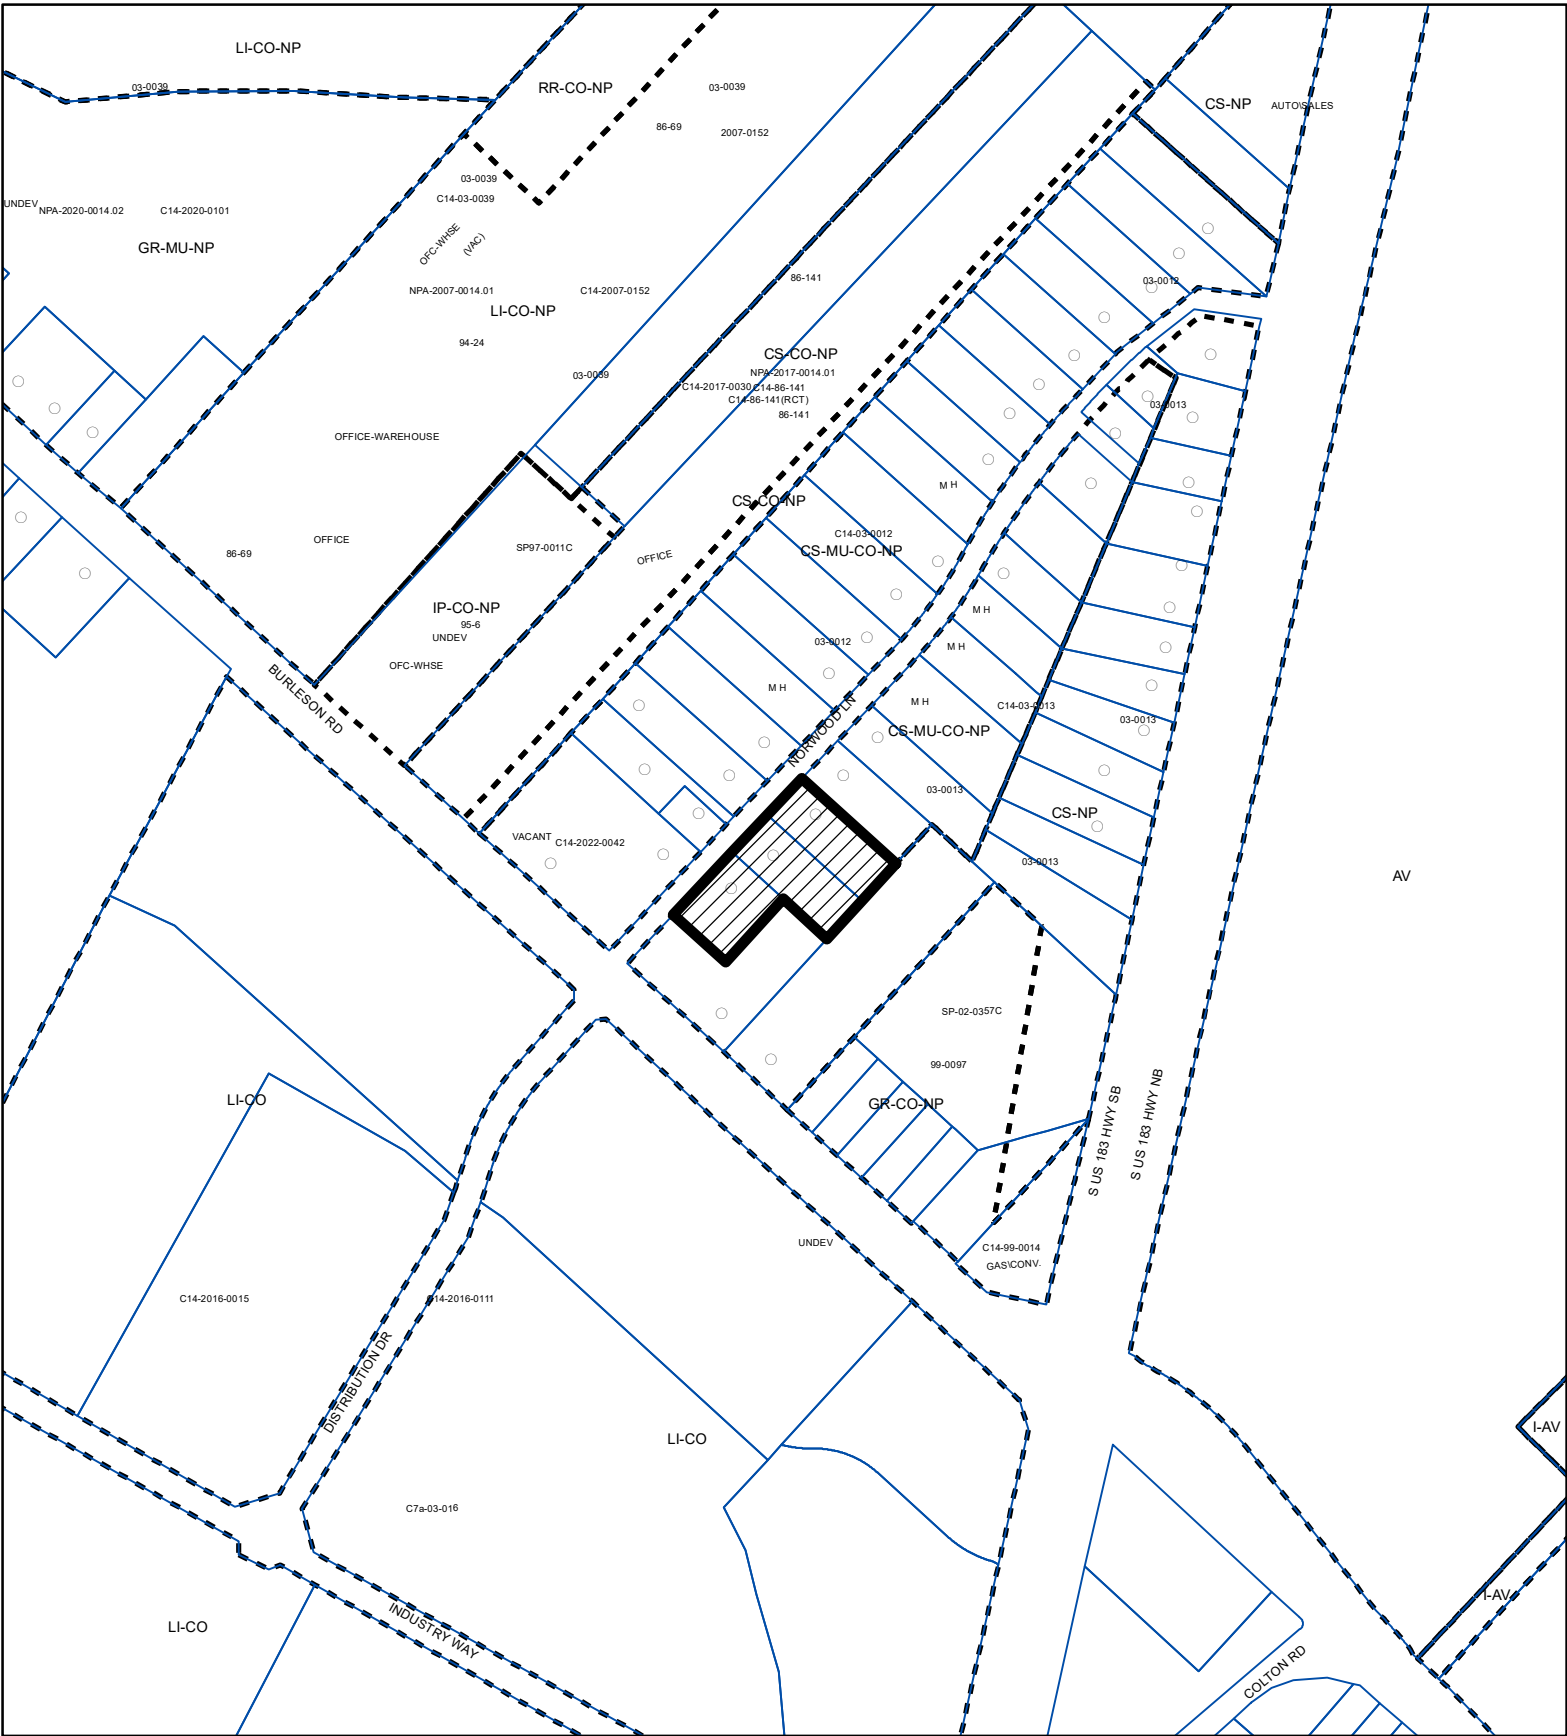 LI-CO-NP
03-0039
RR-CO-NP
03-0039
86-69
2007-0152
CS-NP
AUTO\SALES
03-0039
C14-03-0039
UNDEV
NPA-2020-0014.02
C14-2020-0101
GR-MU-NP
OFC-WHSE
(VAC)
NPA-2007-0014.01
C14-2007-0152
LI-CO-NP
94-24
03-0039
86-141
03-0012
CS-CO-NP
NPA-2017-0014.01
C14-2017-0030
C14-86-141
C14-86-141(RCT)
86-141
03-0013
OFFICE-WAREHOUSE
M H
CS-CO-NP
C14-03-0012
CS-MU-CO-NP
OFFICE
86-69
SP97-0011C
OFFICE
IP-CO-NP
95-6
UNDEV
OFC-WHSE
M H
M H
03-0012
M H
M H
BURLESON RD
NORWOOD LN
C14-03-0013
03-0013
CS-MU-CO-NP
03-0013
CS-NP
VACANT
C14-2022-0042
03-0013
AV
SP-02-0357C
99-0097
GR-CO-NP
LI-CO
S US 183 HWY SB
S US 183 HWY NB
UNDEV
C14-99-0014
GAS\CONV.
C14-2016-0015
C14-2016-0111
DISTRIBUTION DR
LI-CO
I-AV
C7a-03-016
I-AV
LI-CO
INDUSTRY WAY
COLTON RD